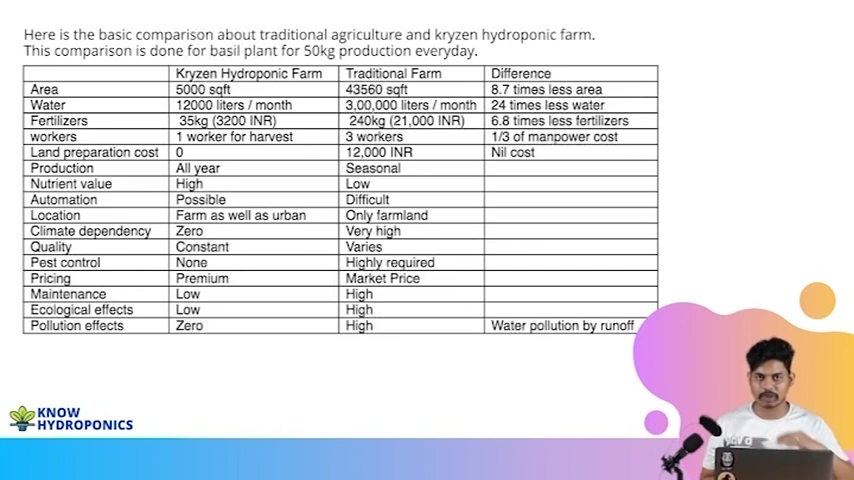 Here is the basic comparison about traditional agriculture and kryzen hydroponic farm.
This comparison is done for basil plant for 50kg production everyday.
Kryzen Hydroponic Farm Traditional Farm Difference
Area 5000 sqft 43560 sqft 8.7 times less area
Water 12000 liters / month 3,00,000 liters / month 24 times less water
Fertilizers 35kg (3200 INR) 240kg (21,000 INR) 6.8 times less fertilizers
workers 1 worker for harvest 3 workers 1/3 of manpower cost
Land preparation cost 0 12,000 INR Nil cost
Production All year Seasonal
Nutrient value High Low
Automation Possible Difficult
Location Farm as well as urban Only farmland
Climate dependency Zero Very high
Quality Constant Varies
Pest control None Highly required
Pricing Premium Market Price
Maintenance Low High
Ecological effects Low High
Pollution effects Zero High Water pollution by runoff
KNOW
HYDROPONICS